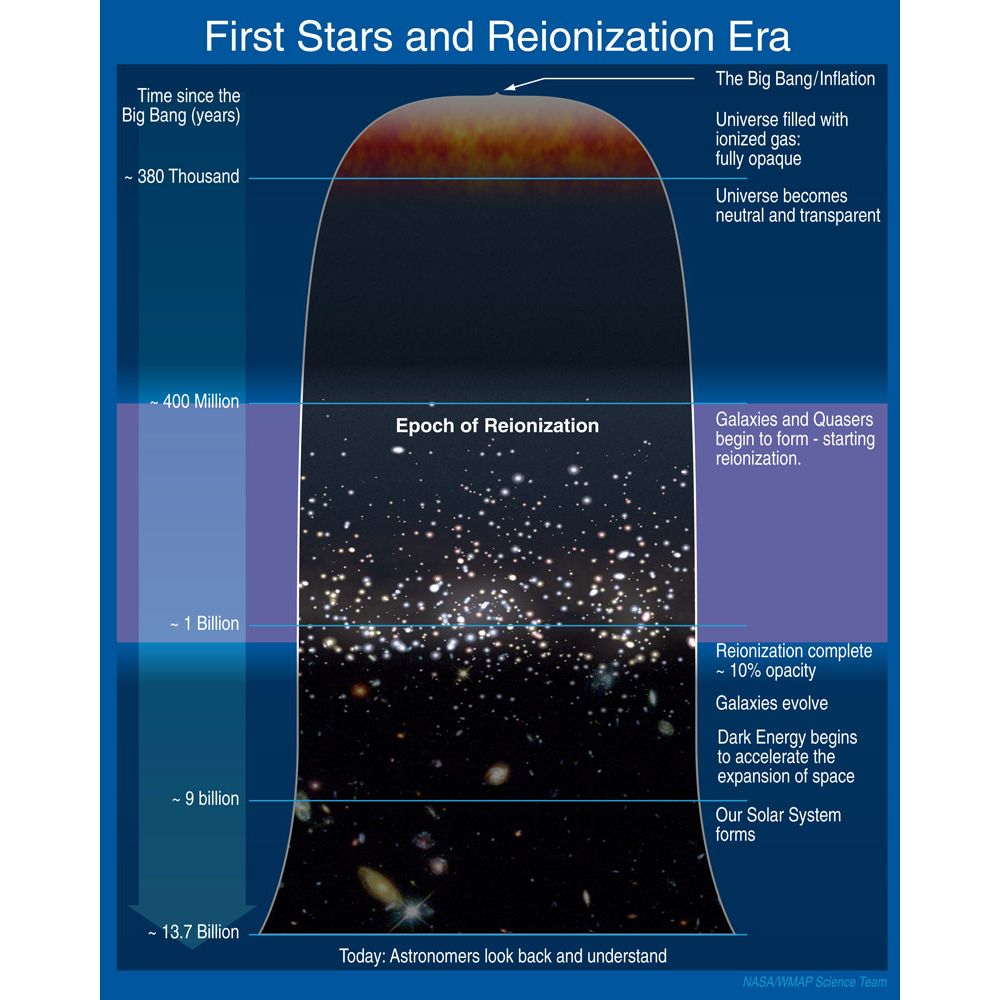 First Stars and Reionization Era
Time since the
Big Bang (years)
The Big Bang/Inflation
Universe filled with
ionized gas:
fully opaque
~ 380 Thousand
Universe becomes
neutral and transparent
~ 400 Million
Epoch of Reionization
Galaxies and Quasers
begin to form - starting
reionization.
~ 1 Billion
Reionization complete
~ 10% opacity
Galaxies evolve
Dark Energy begins
to accelerate the
expansion of space
~ 9 billion
Our Solar System
forms
~ 13.7 Billion
Today: Astronomers look back and understand
NASA/WMAP Science Team